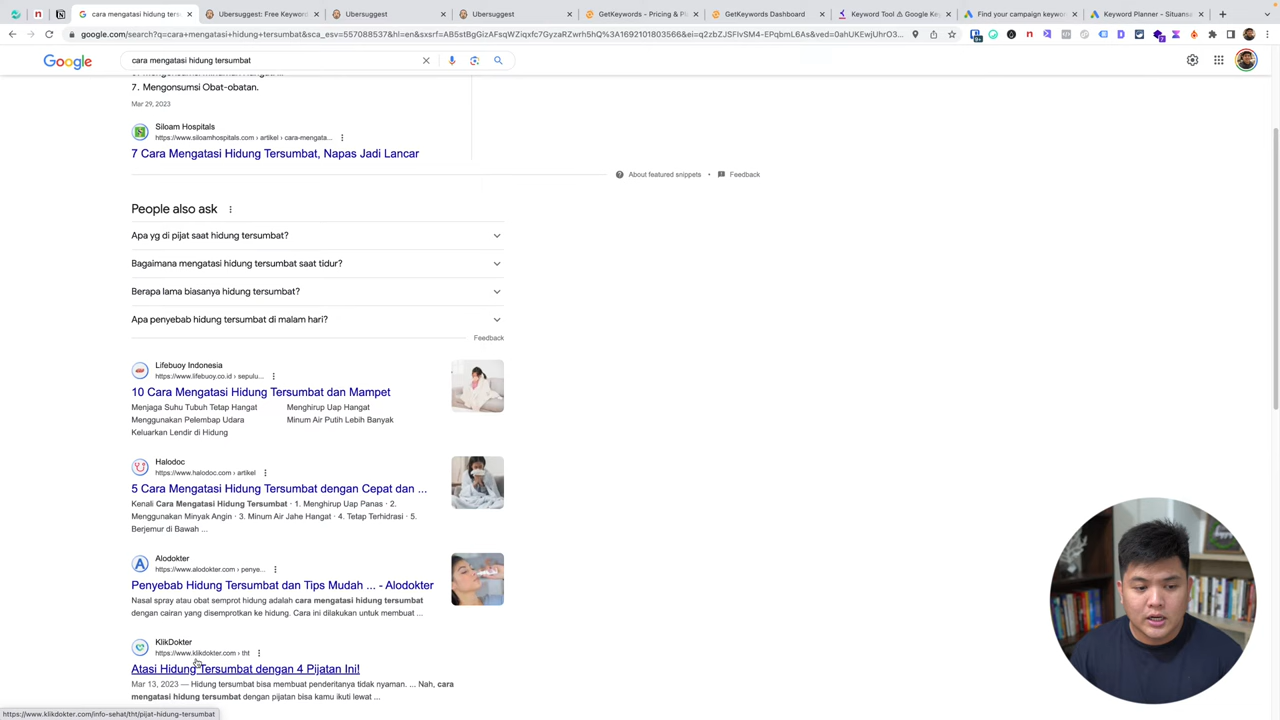 cara mengatasi hidung ters
Ubersuggest: Free Keyword
Ubersuggest
Ubersuggest
GetKeywords - Pricing & Pl
GetKeywords Dashboard
Keyword Tool ⚠ Google Ke
Find your campaign keywor
Keyword Planner - Situansa
Google
cara mengatasi hidung tersumbat
7. Mengonsumsi Obat-obatan.
Mar 29, 2023
Siloam Hospitals
https://www.siloamhospitals.com › artikel › cara-mengata...
7 Cara Mengatasi Hidung Tersumbat, Napas Jadi Lancar
About featured snippets • Feedback
People also ask
Apa yg di pijat saat hidung tersumbat?
Bagaimana mengatasi hidung tersumbat saat tidur?
Berapa lama biasanya hidung tersumbat?
Apa penyebab hidung tersumbat di malam hari?
Feedback
Lifebuoy Indonesia
https://www.lifebuoy.co.id › sepulu...
10 Cara Mengatasi Hidung Tersumbat dan Mampet
Menjaga Suhu Tubuh Tetap Hangat
Menghirup Uap Hangat
Menggunakan Pelembap Udara
Minum Air Putih Lebih Banyak
Keluarkan Lendir di Hidung
Halodoc
https://www.halodoc.com › artikel
5 Cara Mengatasi Hidung Tersumbat dengan Cepat dan ...
Kenali Cara Mengatasi Hidung Tersumbat · 1. Menghirup Uap Panas · 2.
Menggunakan Minyak Angin · 3. Minum Air Jahe Hangat · 4. Tetap Terhidrasi · 5.
Berjemur di Bawah ...
Alodokter
https://www.alodokter.com › penye...
Penyebab Hidung Tersumbat dan Tips Mudah ... - Alodokter
Nasal spray atau obat semprot hidung adalah cara mengatasi hidung tersumbat
dengan cairan yang disemprotkan ke hidung. Cara ini dilakukan untuk membuat ...
KlikDokter
https://www.klikdokter.com › tht
Atasi Hidung Tersumbat dengan 4 Pijatan Ini!
Mar 13, 2023 — Hidung tersumbat bisa membuat penderitanya tidak nyaman. ... Nah, cara
mengatasi hidung tersumbat dengan pijatan bisa kamu ikuti lewat ...
https://www.klikdokter.com/info-sehat/tht/pijat-hidung-tersumbat